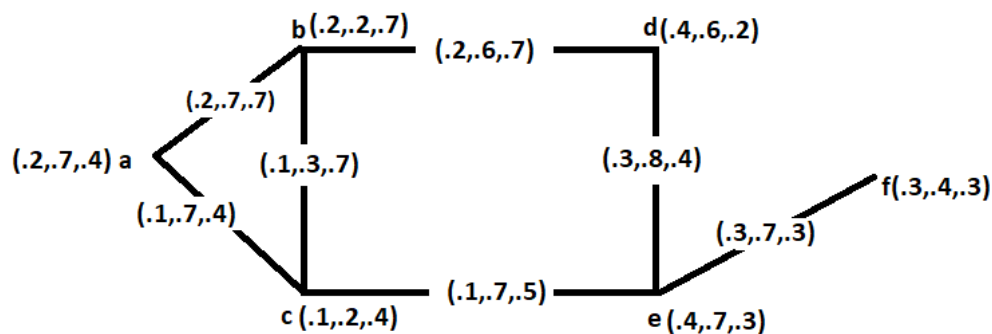 b (.2,.2,.7)
d (.4,.6,.2)
(.2,.6,.7)
(.2,.7,.7)
(.2,.7,.4) a
(.1,.3,.7)
(.3,.8,.4)
f(.3,.4,.3)
(.1,.7,.4)
(.3,.7,.3)
(.1,.7,.5)
c (.1,.2,.4)
e (.4,.7,.3)